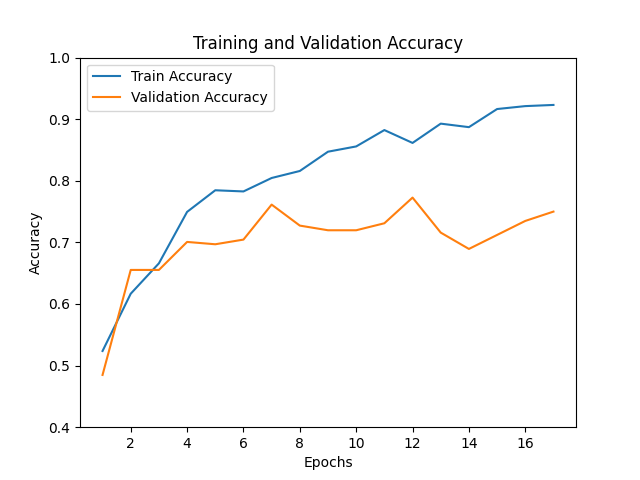 Training and Validation Accuracy
Train Accuracy
Validation Accuracy
Accuracy
1.0
0.9
0.8
0.7
0.6
0.5
0.4
2 4 6 8 10 12 14 16
Epochs